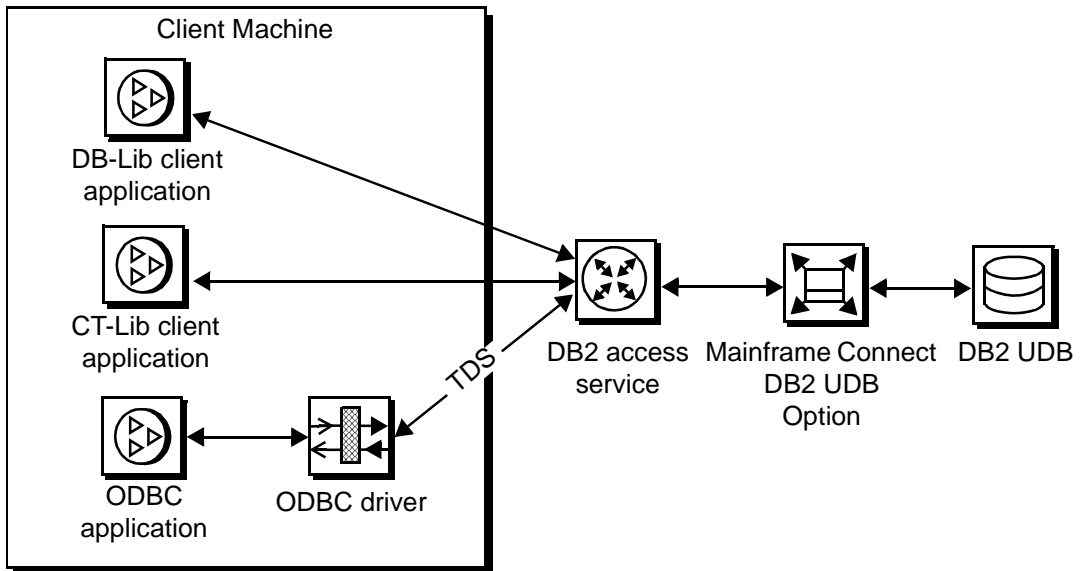 Client Machine
DB-Lib client
application
CT-Lib client
application
ODBC
application
ODBC driver
TDS
DB2 access
service
Mainframe Connect
DB2 UDB
Option
DB2 UDB